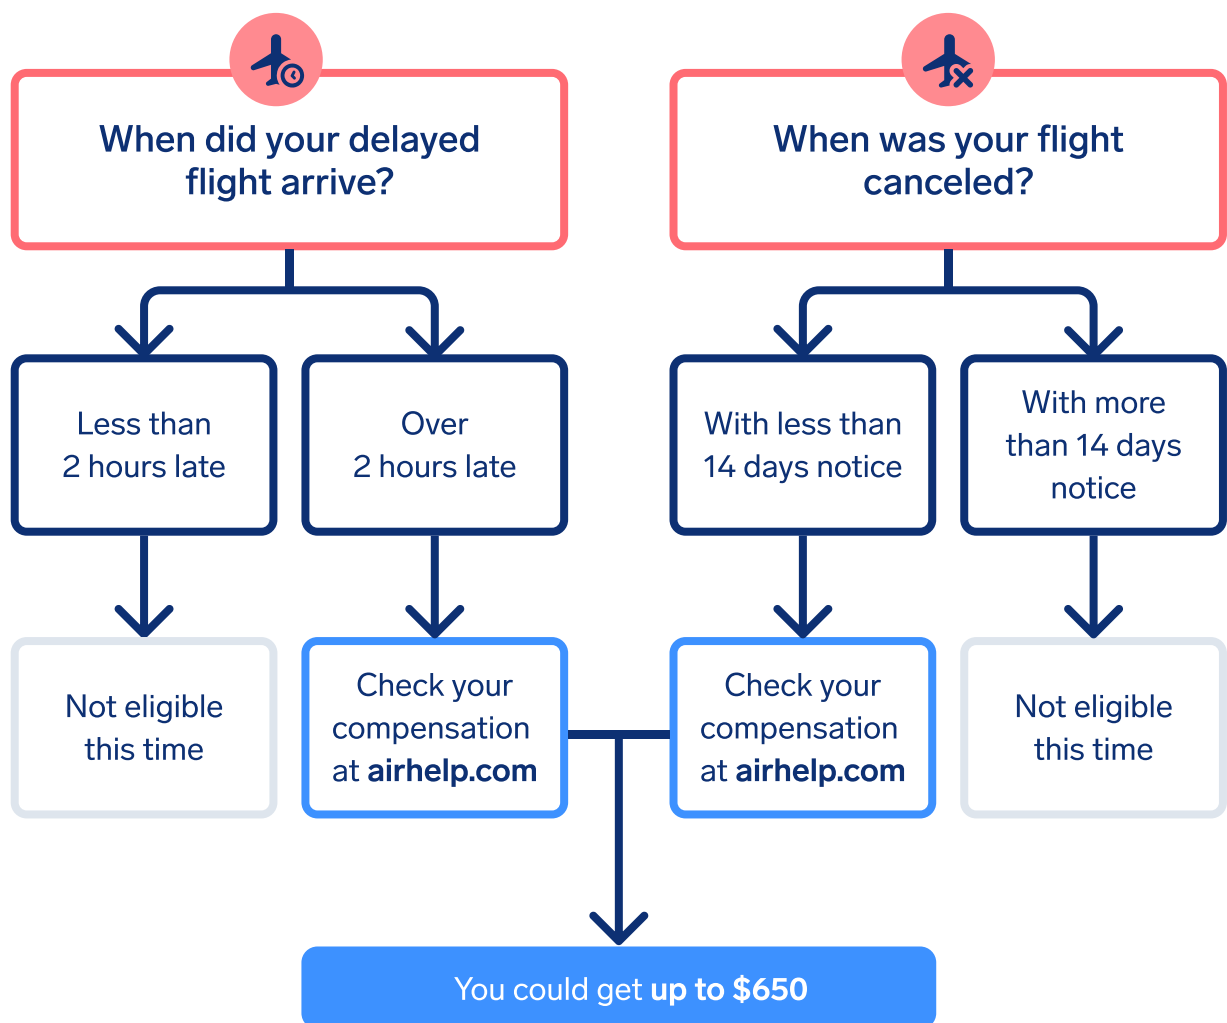 When did your delayed
flight arrive?
When was your flight
canceled?
Less than
2 hours late
Over
2 hours late
With less than
14 days notice
With more
than 14 days
notice
Not eligible
this time
Check your
compensation
at airhelp.com
Check your
compensation
at airhelp.com
Not eligible
this time
You could get up to $650